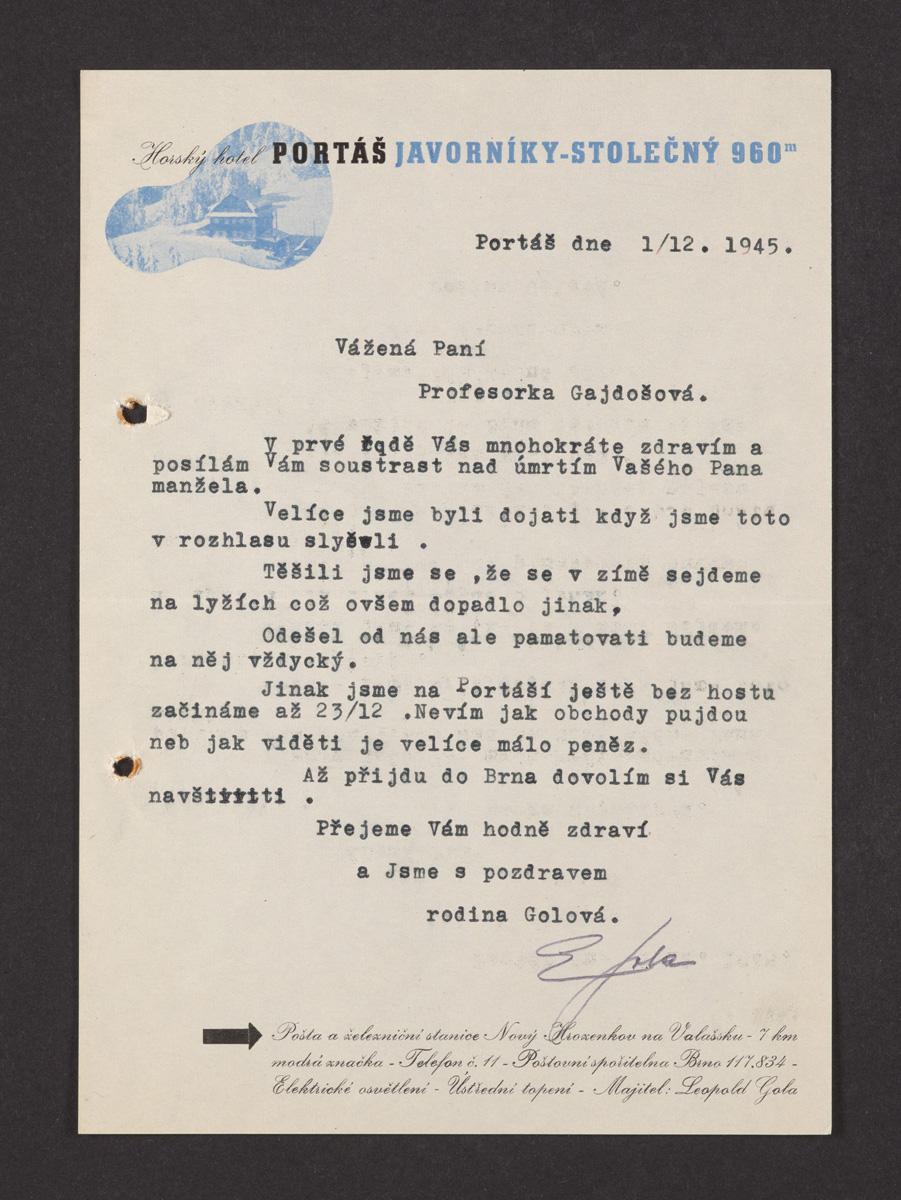 Horský hotel PORTÁŠ JAVORNÍKY-STOLEČNÝ 960m
Portáš dne 1/12. 1945.
Vážená Paní
Profesorka Gajdošová.
V prvé řqdě Vás mnohokráte zdravím a
posílám Vám soustrast nad úmrtím Vašého Pana
manžela.
Velíce jsme byli dojati když jsme toto
v rozhlasu .
Těšili jsme se ,že se v zímě sejdeme
na lyžích což ovšem dopadlo jinak,
Odešel od nás ale pamatovati budeme
na něj vždycký.
Jinak jsme na Portáší ještě bez hostu
začináme až 23/12 .Nevím jak obchody pujdou
neb jak viděti je velíce málo peněz.
Až přijdu do Brna dovolím si Vás
navštiviti .
Přejeme Vám hodně zdraví
a Jsme s pozdravem
rodina Golová.
E Gola
Pošta a železniční stanice Nový Hrozenkov na Valašsku - 7 km
modrá značka - Telefon č. 11 - Poštovní spořitelna Brno 117.834 -
Elektrické osvětlení - Ústřední topení - Majitel: Leopold Gola